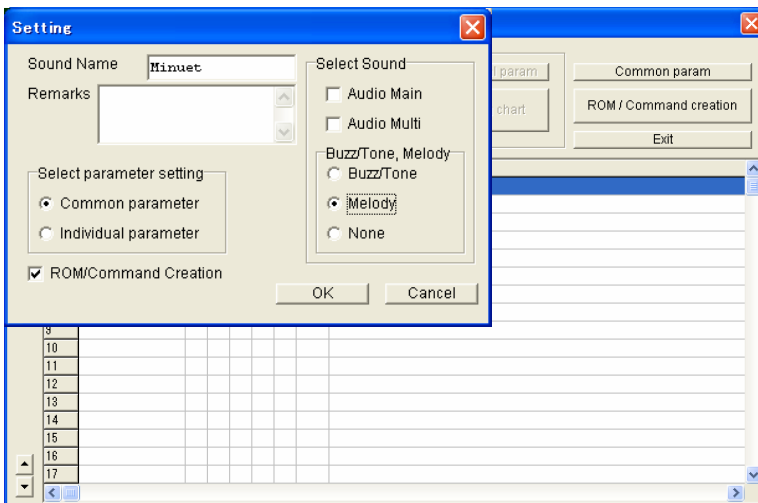 Setting
Sound Name
Minuet
Remarks
Select parameter setting
Common parameter
Individual parameter
ROM/Command Creation
Select Sound
Audio Main
Audio Multi
Buzz/Tone, Melody
Buzz/Tone
Melody
None
OK
Cancel
param
chart
Common param
ROM / Command creation
Exit
9
10
11
12
13
14
15
16
17